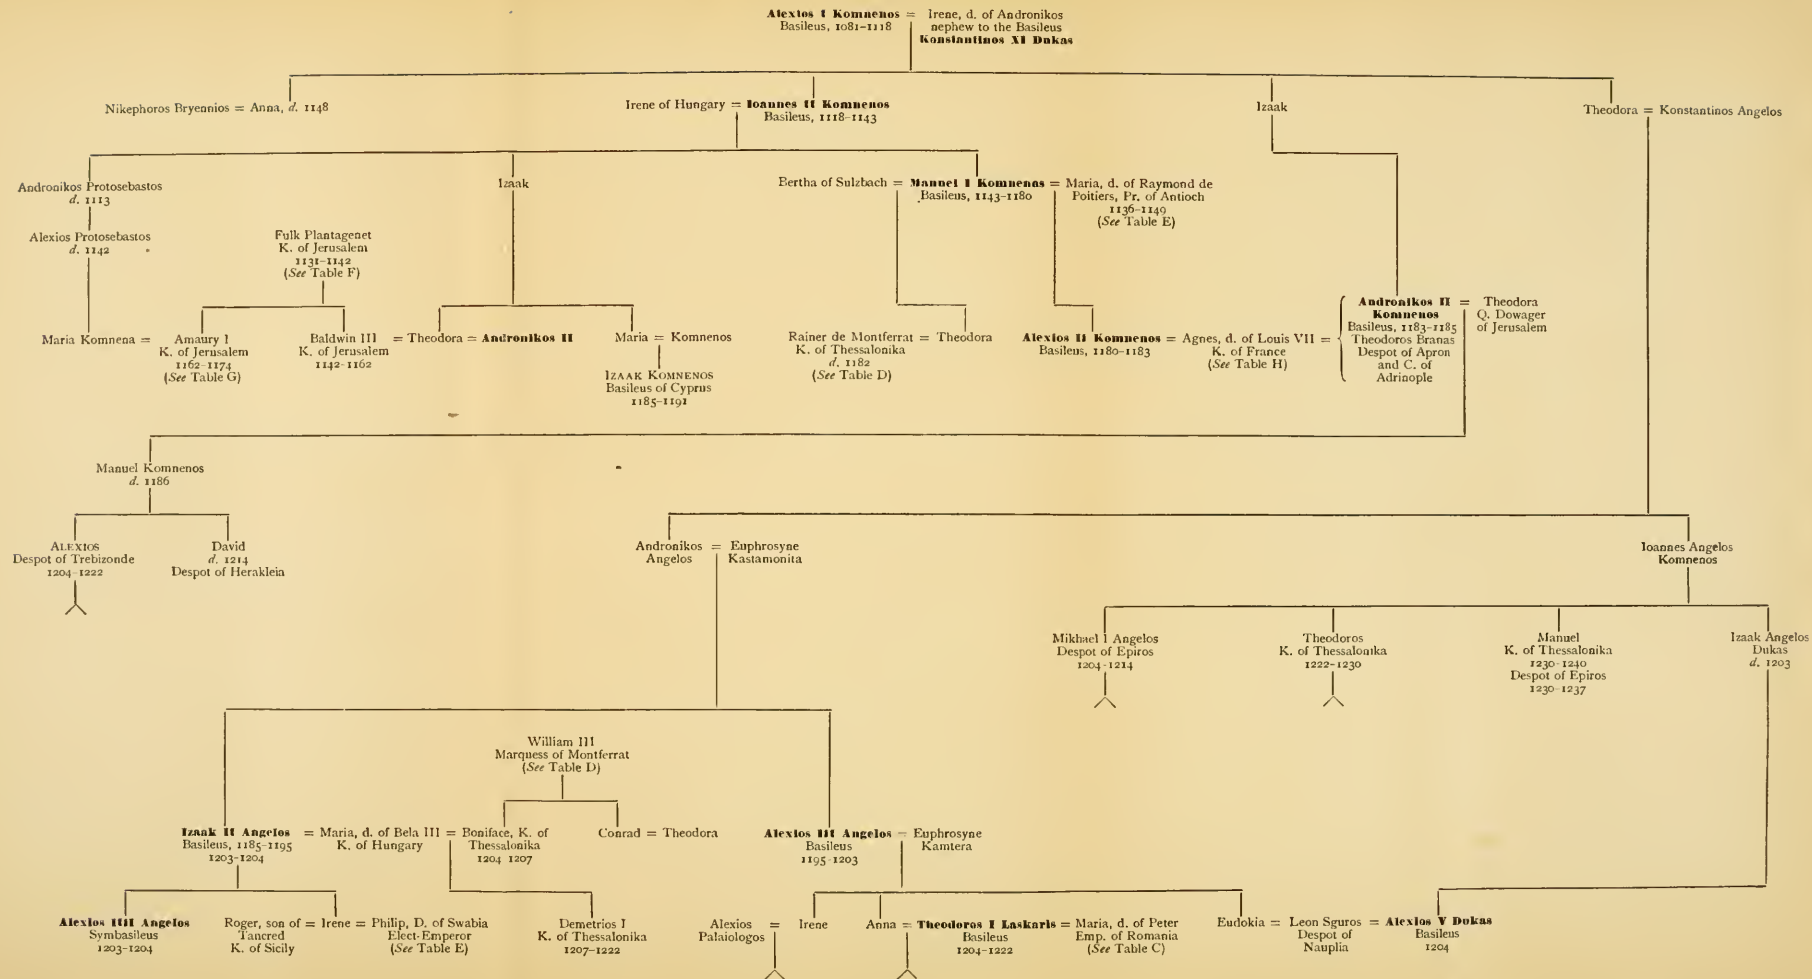 Alexios I Komnenos = Irene, d. of Andronikos
Basileus, 1081-1118 nephew to the Basileus
Konstantinos XI Dukas
Nikephoros Bryennios = Anna, d. 1148
Irene of Hungary = Ioannes II Komnenos
Basileus, 1118-1143
Izaak
Theodora = Konstantinos Angelos
Andronikos Protosebastos
d. 1113
Alexios Protosebastos
d. 1142
Izaak
Bertha of Sulzbach = Manuel I Komnenos = Maria, d. of Raymond de
Basileus, 1143-1180 Poitiers, Pr. of Antioch
1136-1149
(See Table E)
Fulk Plantagenet
K. of Jerusalem
1131-1142
(See Table F)
Maria Komnena = Amaury I
K. of Jerusalem
1162-1174
(See Table G)
Baldwin III = Theodora = Andronikos II
K. of Jerusalem
1142-1162
Maria = Komnenos
IZAAK KOMNENOS
Basileus of Cyprus
1185-1191
Rainer de Montferrat = Theodora
K. of Thessalonika
d. 1182
(See Table D)
Alexios II Komnenos = Agnes, d. of Louis VII =
Basileus, 1180-1183 K. of France
(See Table H)
Andronikos II = Theodora
Komnenos Q. Dowager
Basileus, 1183-1185 of Jerusalem
Theodoros Branas
Despot of Apron
and C. of
Adrinople
Manuel Komnenos
d. 1186
ALEXIOS
Despot of Trebizonde
1204-1222
David
d. 1214
Despot of Herakleia
Andronikos = Euphrosyne
Angelos Kastamonita
Ioannes Angelos
Komnenos
Mikhael I Angelos
Despot of Epiros
1204-1214
Theodoros
K. of Thessalonika
1222-1230
Manuel
K. of Thessalonika
1230-1240
Despot of Epiros
1230-1237
Izaak Angelos
Dukas
d. 1203
William III
Marquess of Montferrat
(See Table D)
Izaak II Angelos = Maria, d. of Bela III = Boniface, K. of
Basileus, 1185-1195 K. of Hungary Thessalonika
1203-1204 1204 1207
Conrad = Theodora
Alexios III Angelos = Euphrosyne
Basileus Kamtera
1195-1203
Alexios IIII Angelos
Symbasileus
1203-1204
Roger, son of = Irene = Philip, D. of Swabia
Tancred Elect-Emperor
K. of Sicily (See Table E)
Demetrios I
K. of Thessalonika
1207-1222
Alexios = Irene
Palaiologos
Anna = Theodoros I Laskaris = Maria, d. of Peter
Basileus Emp. of Romania
1204-1222 (See Table C)
Eudokia = Leon Sguros = Alexios V Dukas
Despot of Basileus
Nauplia 1204